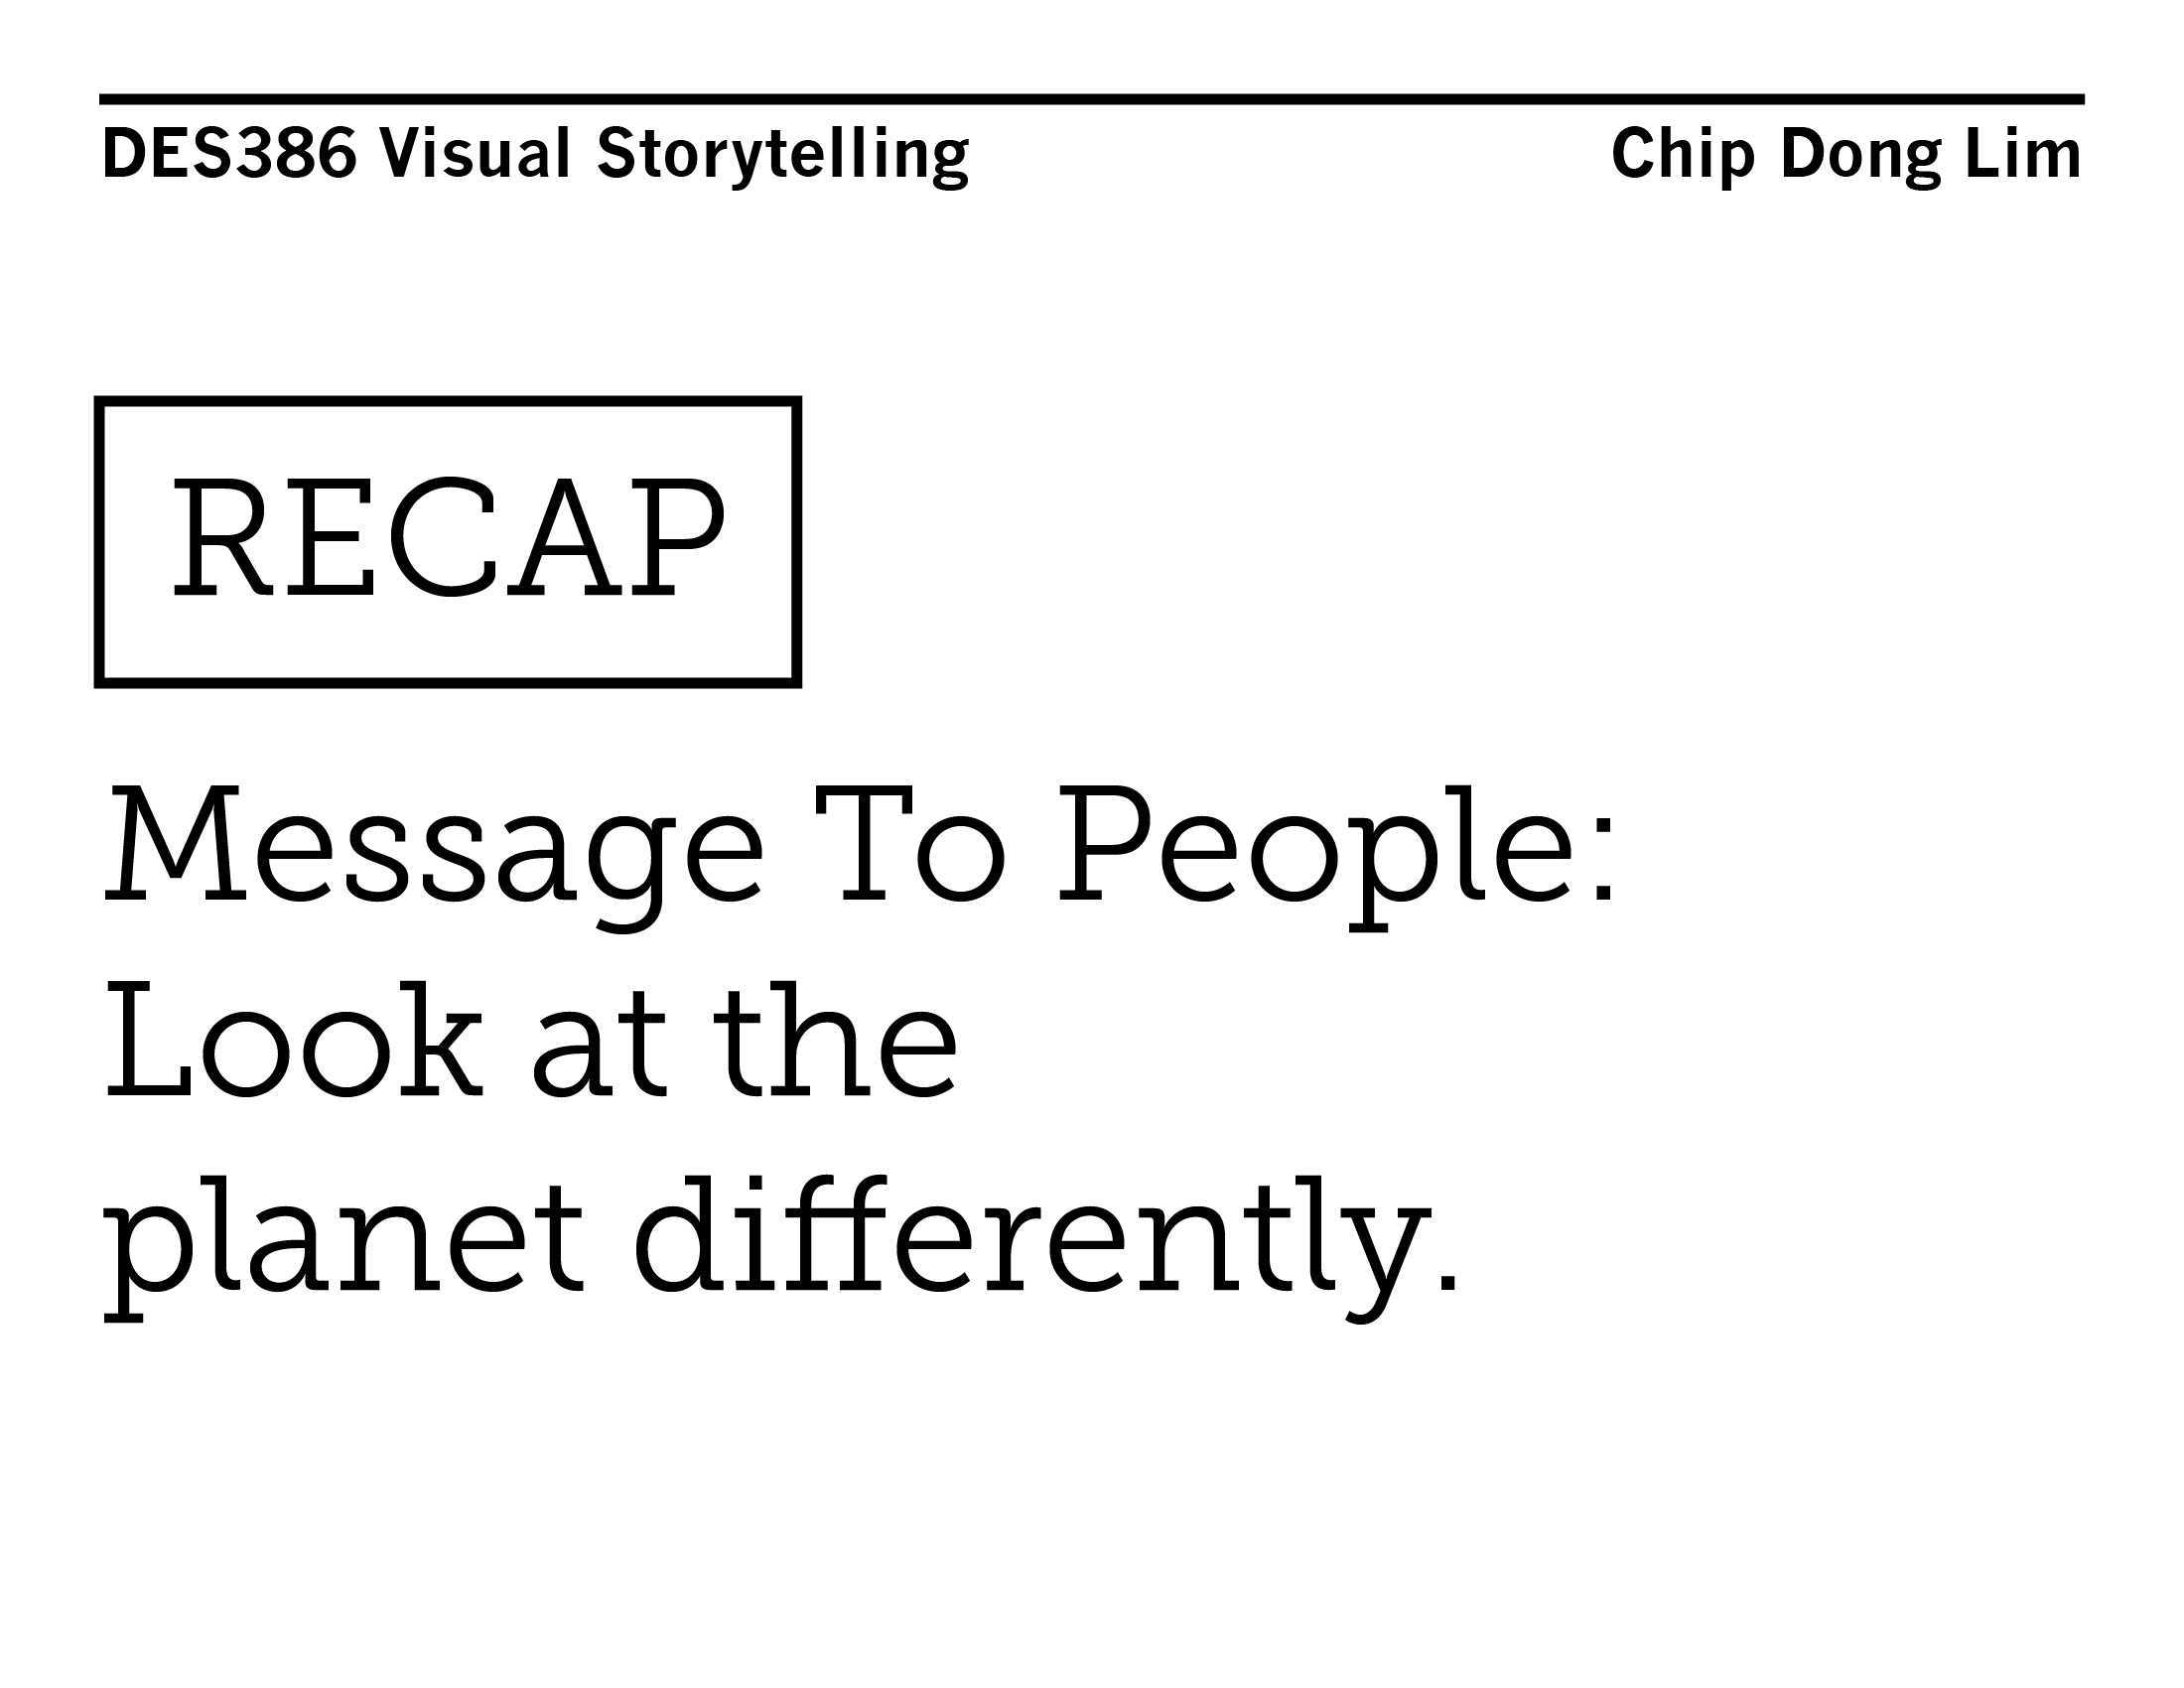 DES386 Visual Storytelling
Chip Dong Lim
RECAP
Message To People:
Look at the
planet differently.